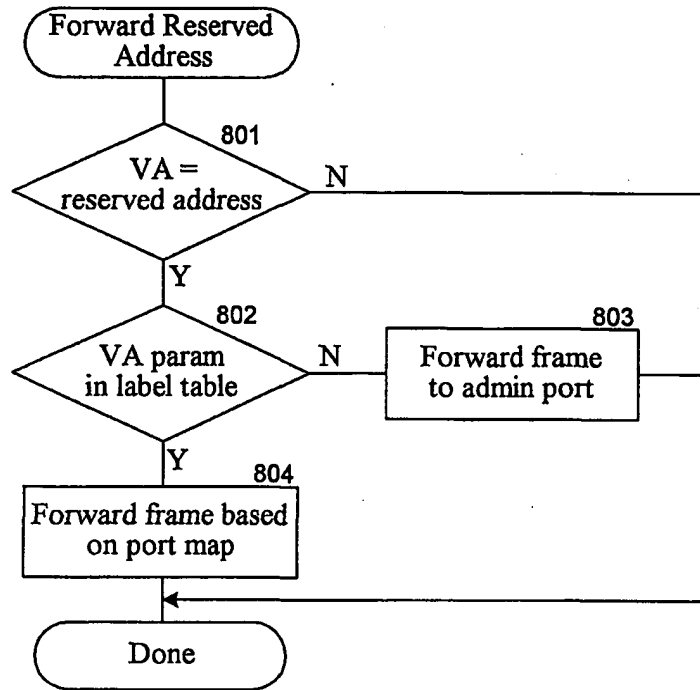 Forward Reserved
Address
801
VA =
reserved address
N
Y
802
VA param
in label table
N
803
Forward frame
to admin port
Y
804
Forward frame based
on port map
Done